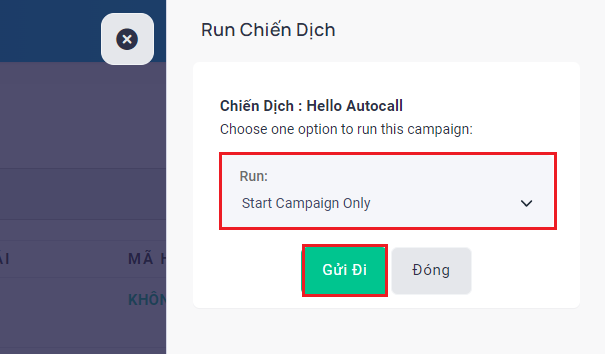 Run Chiến Dịch
Chiến Dịch : Hello Autocall
Choose one option to run this campaign:
Run:
Start Campaign Only
Gửi Đi
Đóng
MÃ
KHÔN